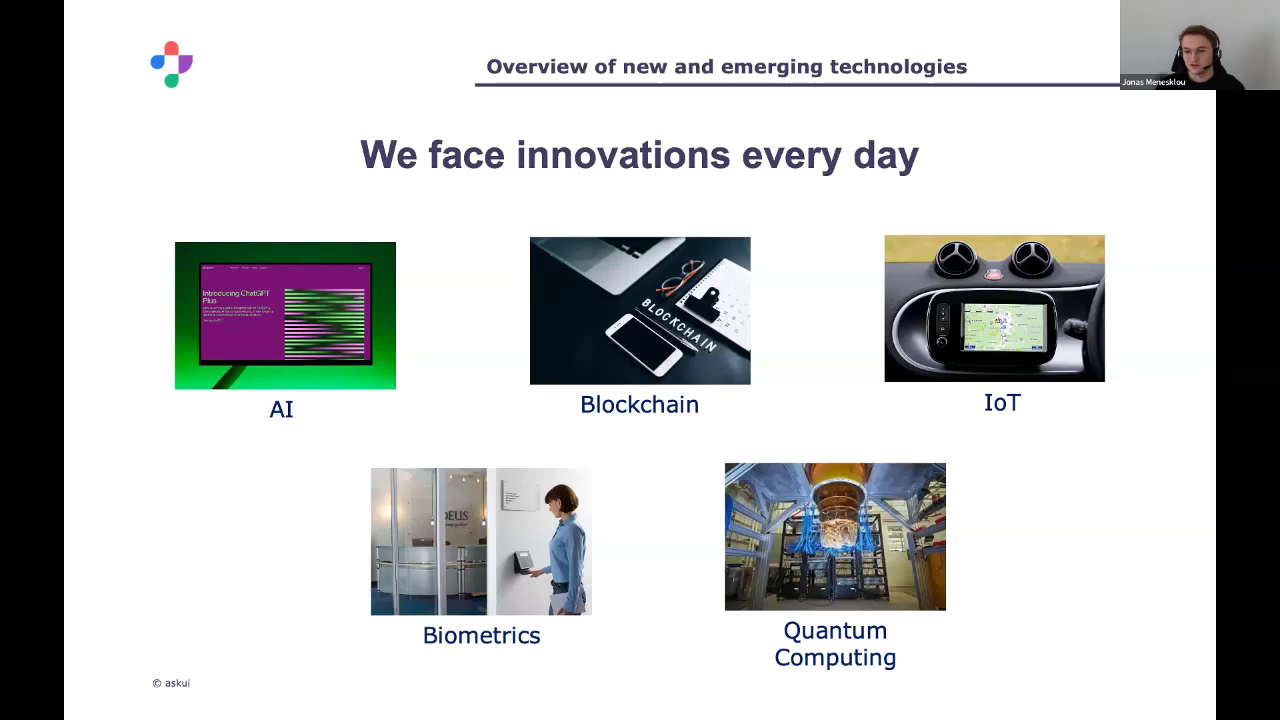 Overview of new and emerging technologies
Jonas Menesklou
We face innovations every day
Introducing ChatGPT
Plus
BLOCKCHAIN
AI
Blockchain
IoT
DEUS
Biometrics
Quantum
Computing
© askui